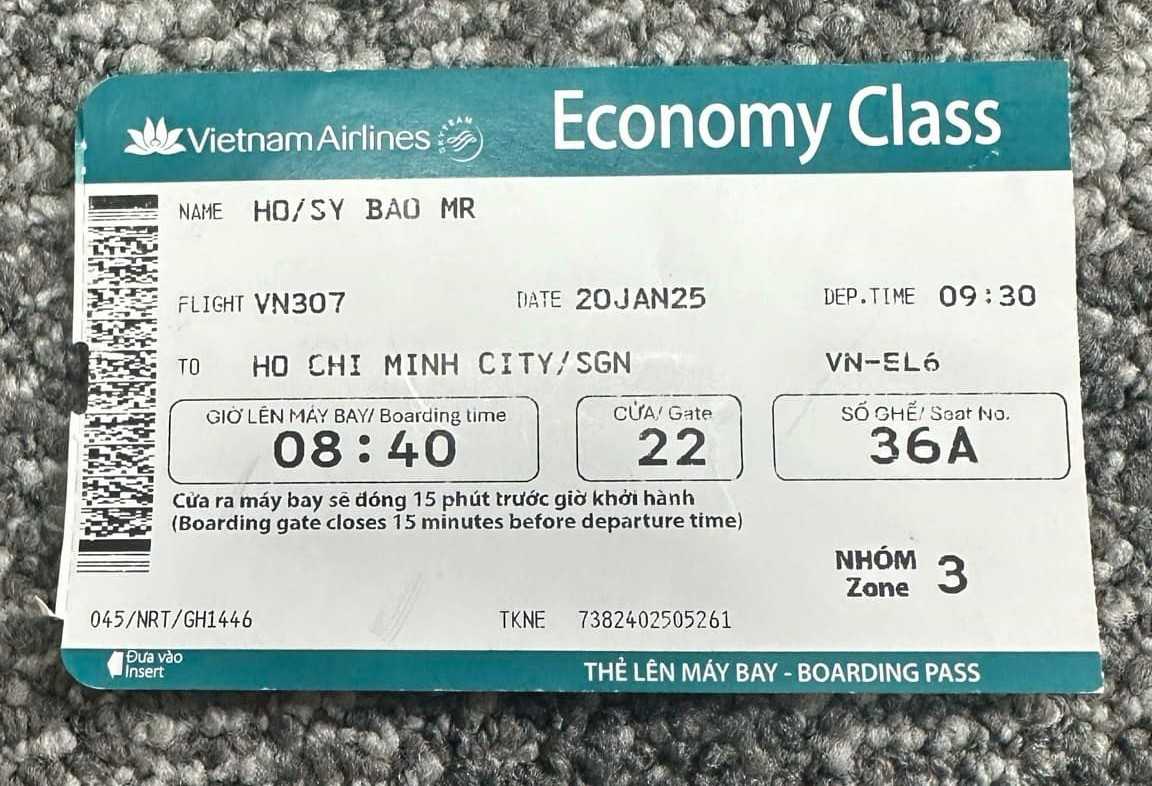 Vietnam Airlines SKYTEAM Economy Class
NAME HO/SY BAO MR
FLIGHT VN307 DATE 20JAN25 DEP.TIME 09:30
TO HO CHI MINH CITY/SGN VN-EL6
GIỜ LÊN MÁY BAY/ Boarding time CỬA/ Gate SỐ GHẾ/ Seat No.
08:40 22 36A
Cửa ra máy bay sẽ đóng 15 phút trước giờ khởi hành
(Boarding gate closes 15 minutes before departure time)
NHÓM
Zone 3
045/NRT/GH1446 TKNE 7382402505261
Đưa vào
Insert
THẺ LÊN MÁY BAY - BOARDING PASS